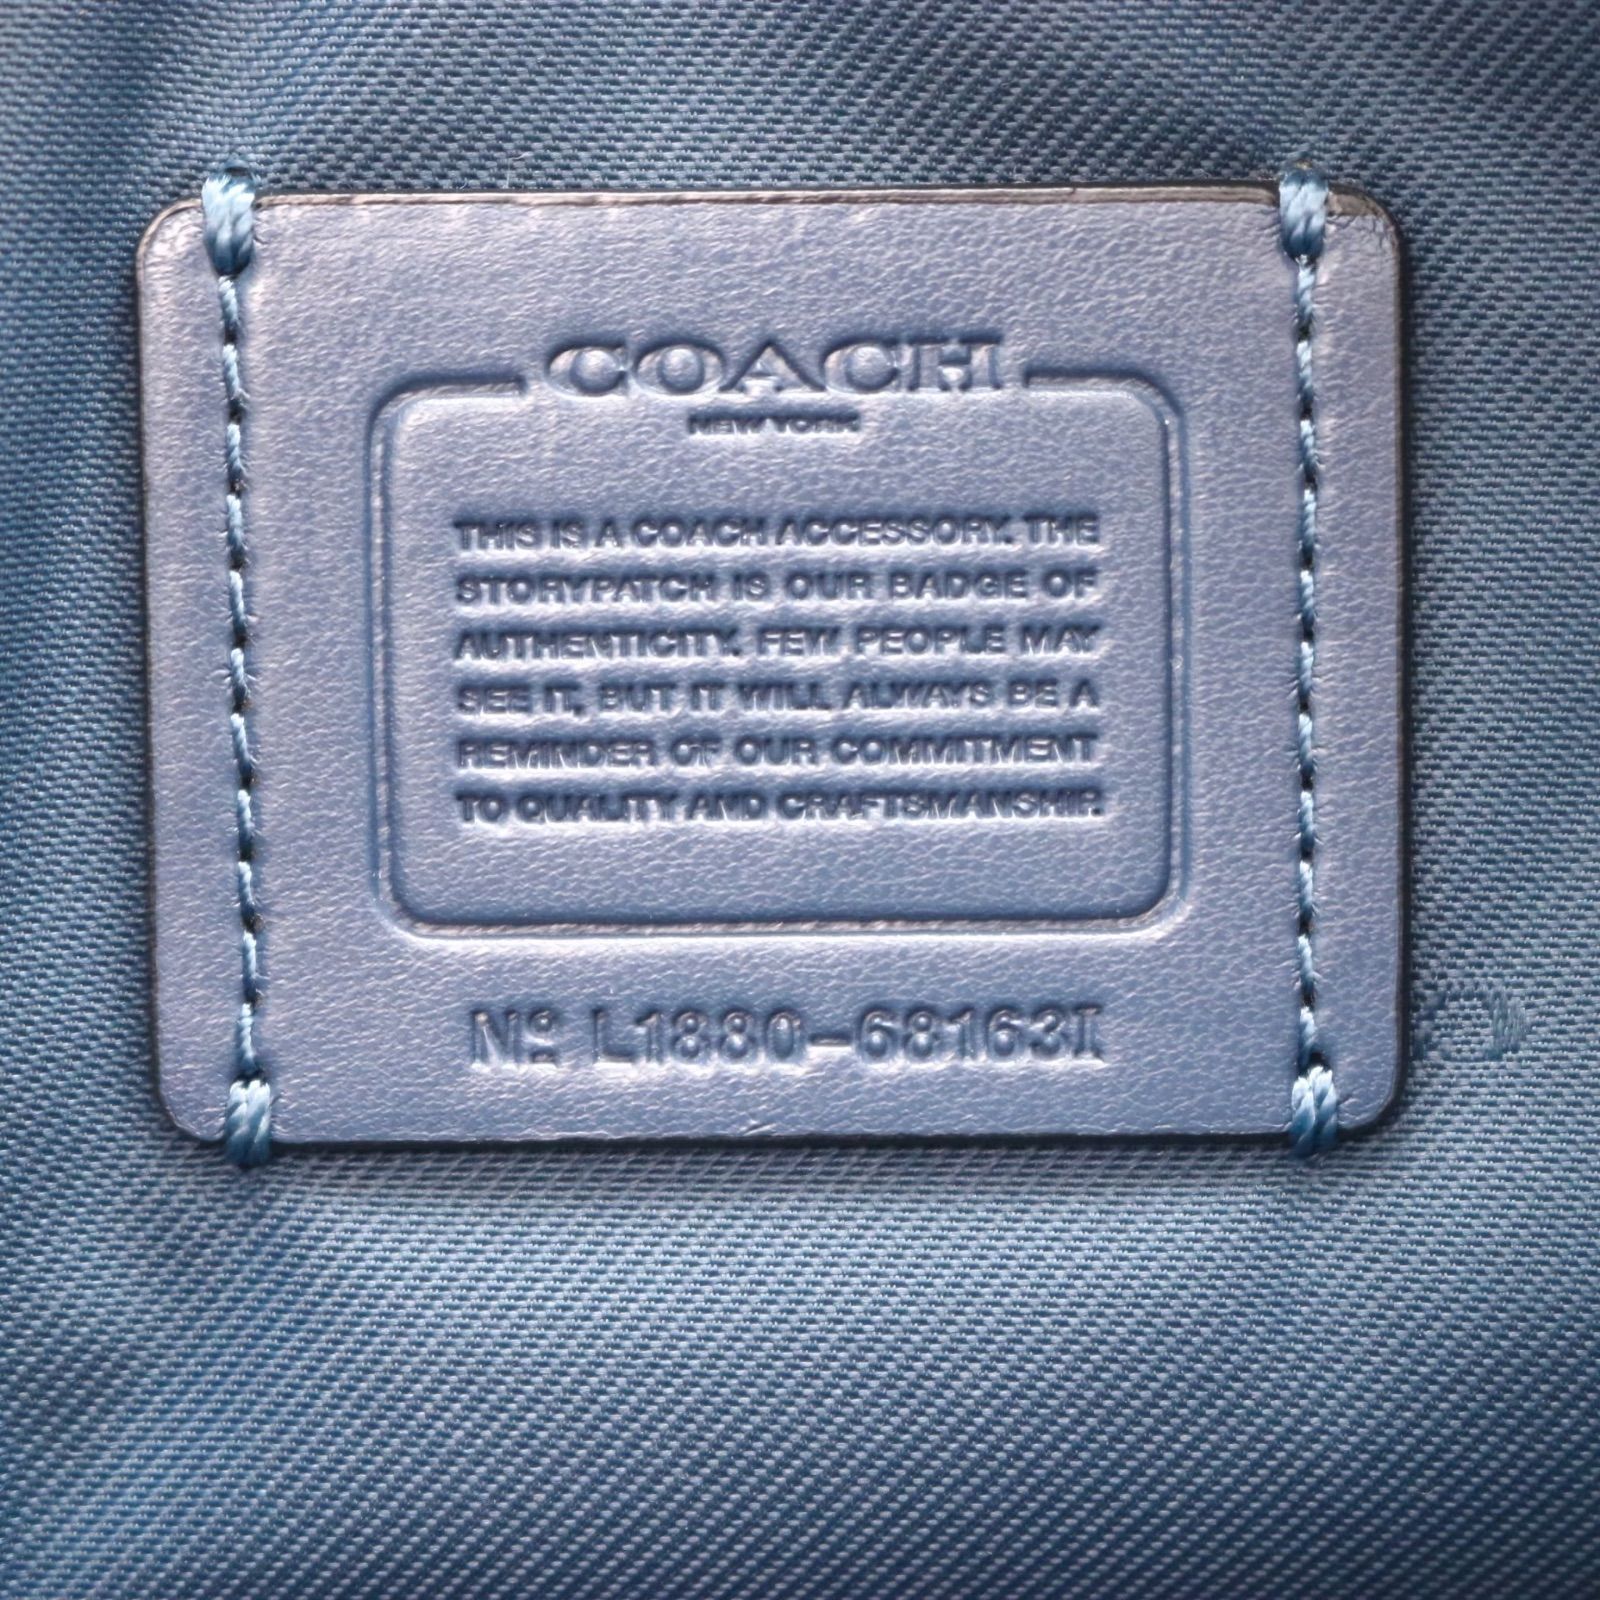 COACH
NEW YORK
THIS IS A COACH ACCESSORY. THE
STORYPATCH IS OUR BADGE OF
AUTHENTICITY. FEW PEOPLE MAY
SEE IT, BUT IT WILL ALWAYS BE A
REMINDER OF OUR COMMITMENT
TO QUALITY AND CRAFTSMANSHIP.
Nº L1880-68163I